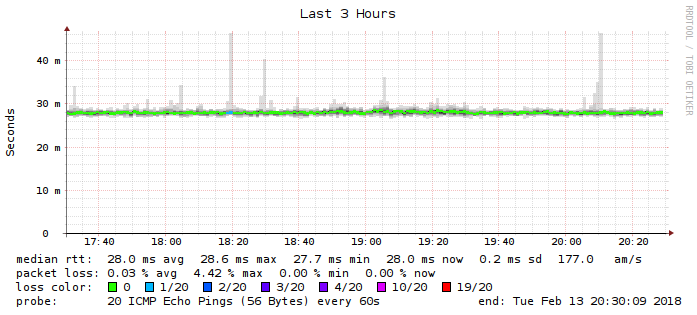 Last 3 Hours
RRDTOOL / TOBI OETIKER
Seconds
40 m
30 m
20 m
10 m
0
17:40 18:00 18:20 18:40 19:00 19:20 19:40 20:00 20:20
median rtt: 28.0 ms avg 28.6 ms max 27.7 ms min 28.0 ms now 0.2 ms sd 177.0 am/s
packet loss: 0.03 % avg 4.42 % max 0.00 % min 0.00 % now
loss color: 0 1/20 2/20 3/20 4/20 10/20 19/20
probe: 20 ICMP Echo Pings (56 Bytes) every 60s end: Tue Feb 13 20:30:09 2018